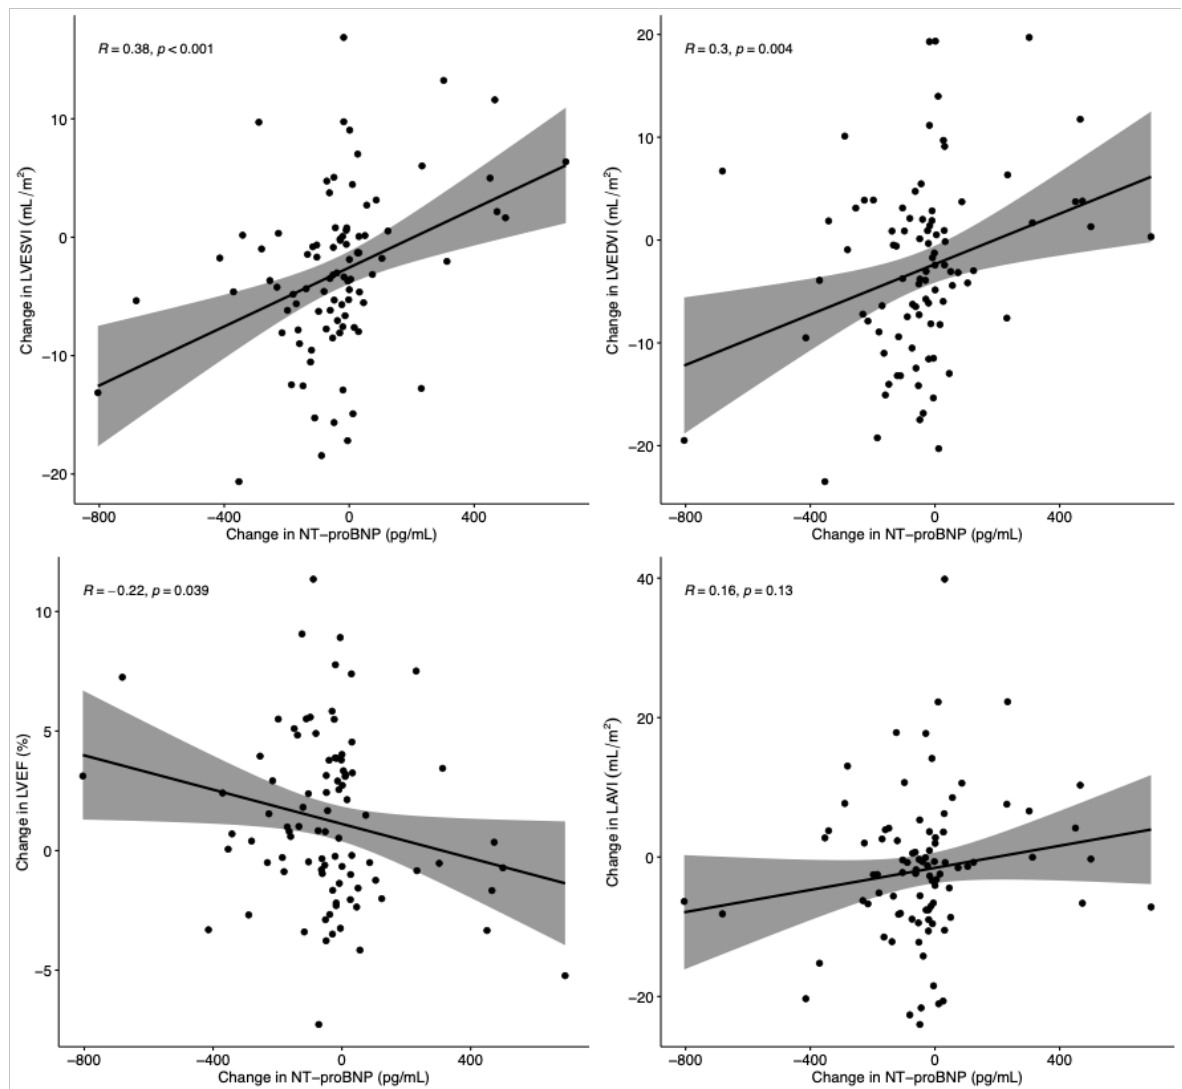 R = 0.38, p < 0.001
10
0
−10
−20
Change in LVESVI (mL/m²)
−800 −400 0 400
Change in NT−proBNP (pg/mL)
R = 0.3, p = 0.004
20
10
0
−10
−20
Change in LVEDVI (mL/m²)
−800 −400 0 400
Change in NT−proBNP (pg/mL)
R = −0.22, p = 0.039
10
5
0
−5
Change in LVEF (%)
−800 −400 0 400
Change in NT−proBNP (pg/mL)
R = 0.16, p = 0.13
40
20
0
−20
Change in LAVI (mL/m²)
−800 −400 0 400
Change in NT−proBNP (pg/mL)